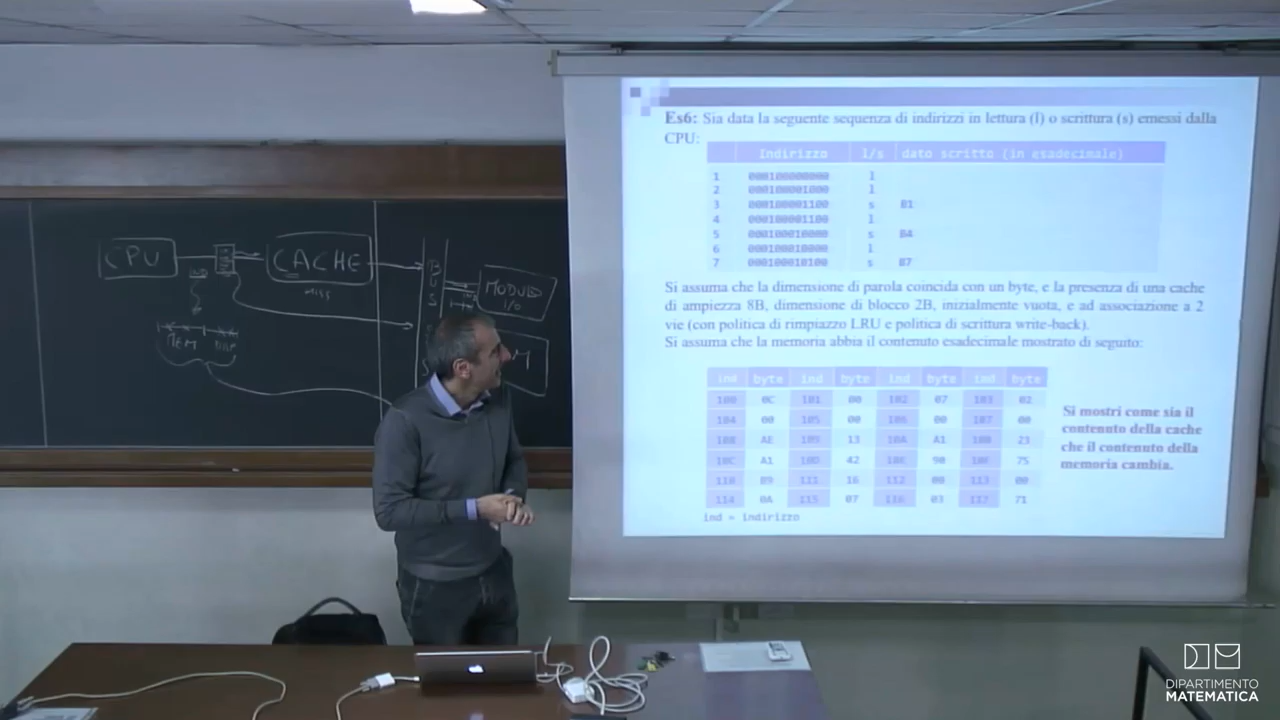 CPU
CACHE
MISS
BUS
MODULO
I/O
MEM
M
Es6: Sia data la seguente sequenza di indirizzi in lettura (l) o scrittura (s) emessi dalla
CPU:
Indirizzo l/s dato scritto (in esadecimale)
1 000100000000 l
2 000100001000 l
3 000100001100 s B1
4 000100001100 l
5 000100010000 s B4
6 000100010000 l
7 000100010100 s B7
Si assuma che la dimensione di parola coincida con un byte, e la presenza di una cache
di ampiezza 8B, dimensione di blocco 2B, inizialmente vuota, e ad associazione a 2
vie (con politica di rimpiazzo LRU e politica di scrittura write-back).
Si assuma che la memoria abbia il contenuto esadecimale mostrato di seguito:
ind byte ind byte ind byte ind byte
100 0C 101 00 102 07 103 02
104 00 105 00 106 00 107 00
108 AE 109 13 10A A1 10B 23
10C A1 10D 42 10E 90 10F 75
110 B9 111 16 112 00 113 00
114 0A 115 07 116 03 117 71
ind = indirizzo
Si mostri come sia il
contenuto della cache
che il contenuto della
memoria cambia.
DIPARTIMENTO
MATEMATICA